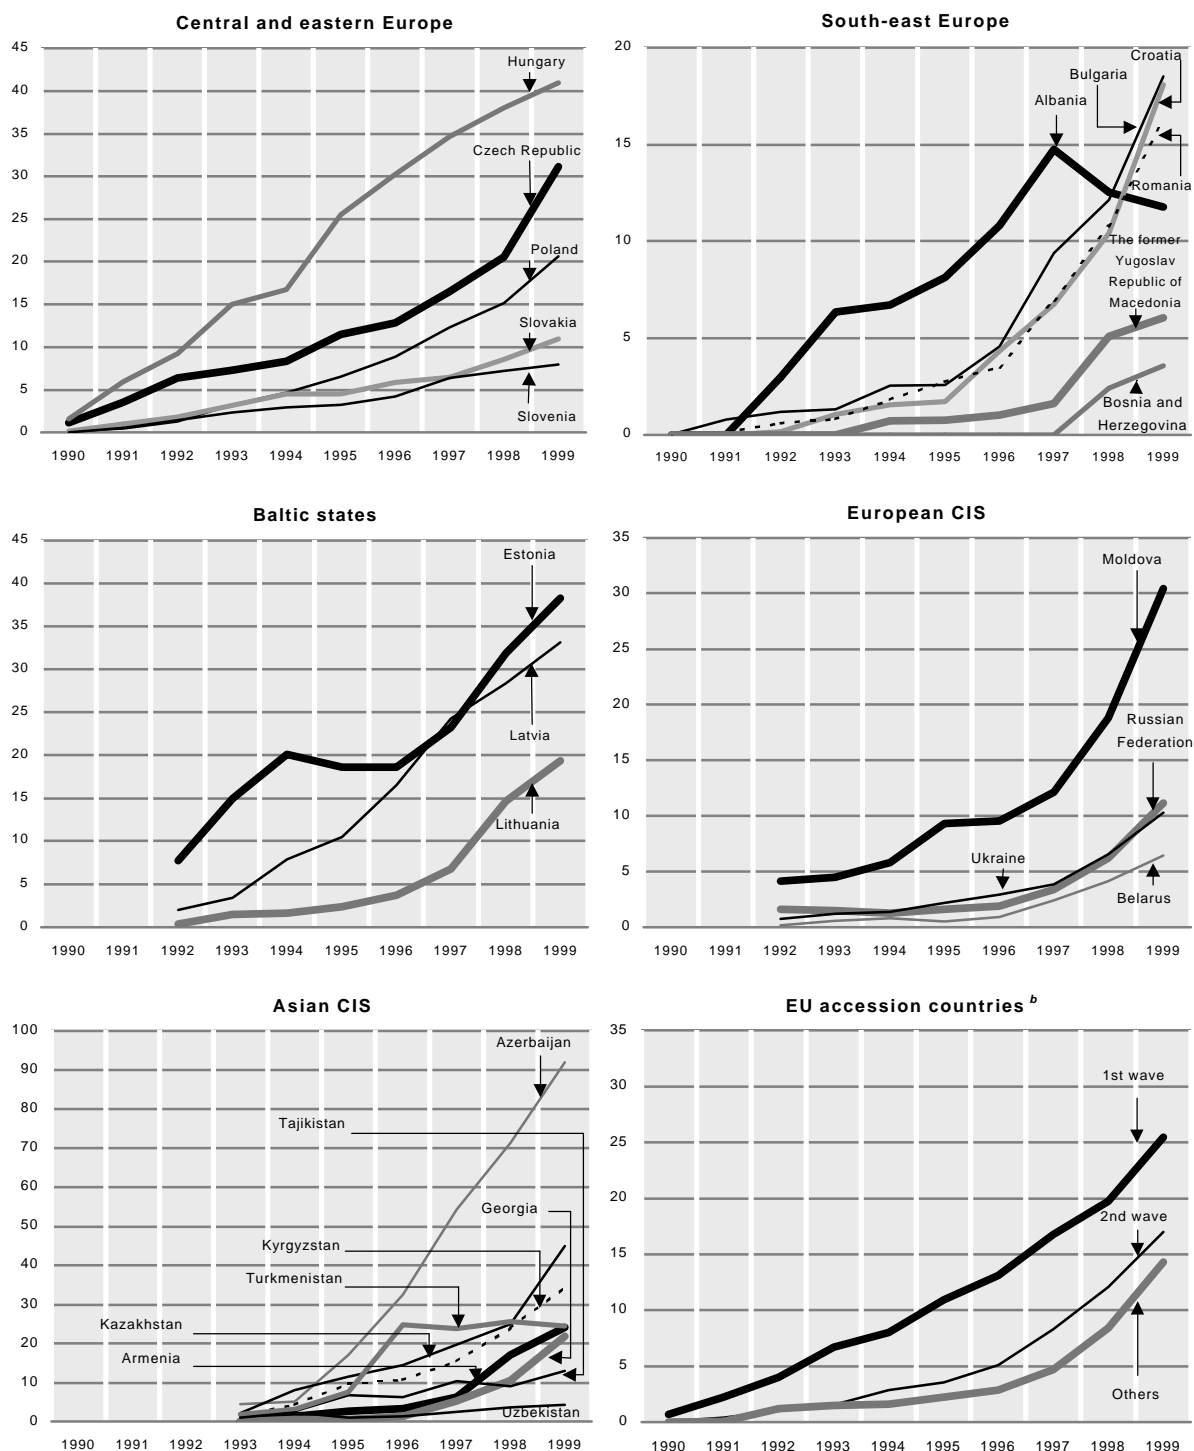 Central and eastern Europe
45
40
35
30
25
20
15
10
5
0
Hungary
Czech Republic
Poland
Slovakia
Slovenia
1990 1991 1992 1993 1994 1995 1996 1997 1998 1999
South-east Europe
20
15
10
5
0
Croatia
Bulgaria
Albania
Romania
The former
Yugoslav
Republic of
Macedonia
Bosnia and
Herzegovina
1990 1991 1992 1993 1994 1995 1996 1997 1998 1999
Baltic states
45
40
35
30
25
20
15
10
5
0
Estonia
Latvia
Lithuania
1990 1991 1992 1993 1994 1995 1996 1997 1998 1999
European CIS
35
30
25
20
15
10
5
0
Moldova
Russian
Federation
Ukraine
Belarus
1990 1991 1992 1993 1994 1995 1996 1997 1998 1999
Asian CIS
100
90
80
70
60
50
40
30
20
10
0
Azerbaijan
Tajikistan
Georgia
Kyrgyzstan
Turkmenistan
Kazakhstan
Armenia
Uzbekistan
1990 1991 1992 1993 1994 1995 1996 1997 1998 1999
EU accession countries b
35
30
25
20
15
10
5
0
1st wave
2nd wave
Others
1990 1991 1992 1993 1994 1995 1996 1997 1998 1999